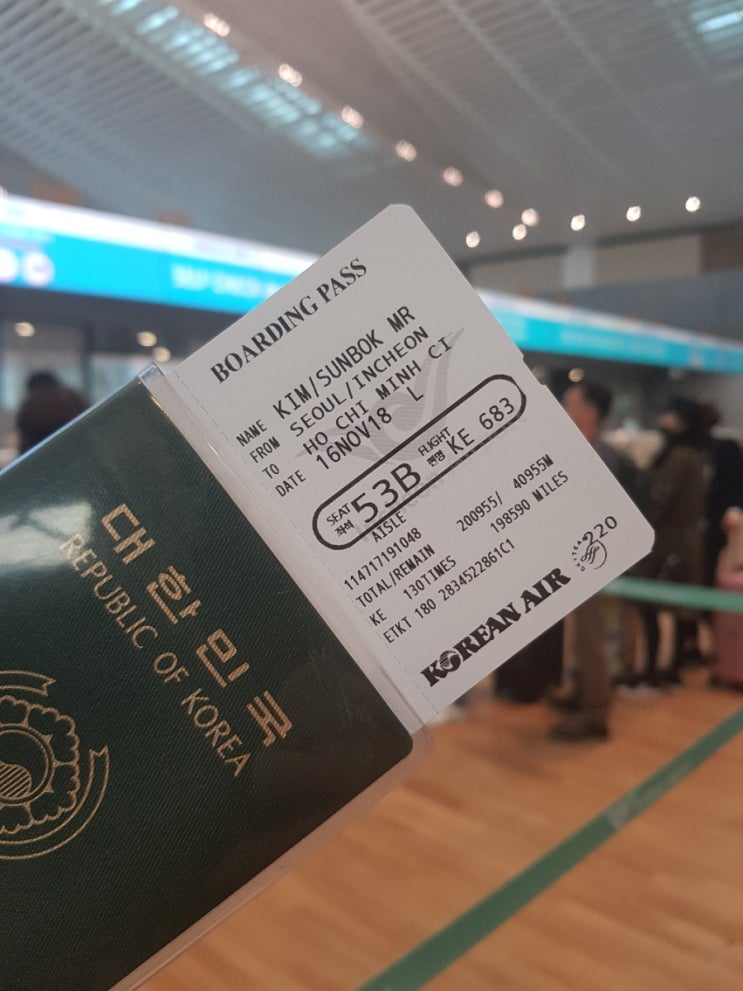 BOARDING PASS
NAME KIM/SUNBOK MR
FROM SEOUL/INCHEON
TO HO CHI MINH CI
DATE 16NOV18 L
SEAT 좌석 53B FLIGHT 편명 KE 683
AISLE
114717191048 200955/ 40955M
TOTAL/REMAIN 198590 MILES
KE 130TIMES
ETKT 180 2834522861C1
KOREAN AIR
220
대한민국
REPUBLIC OF KOREA